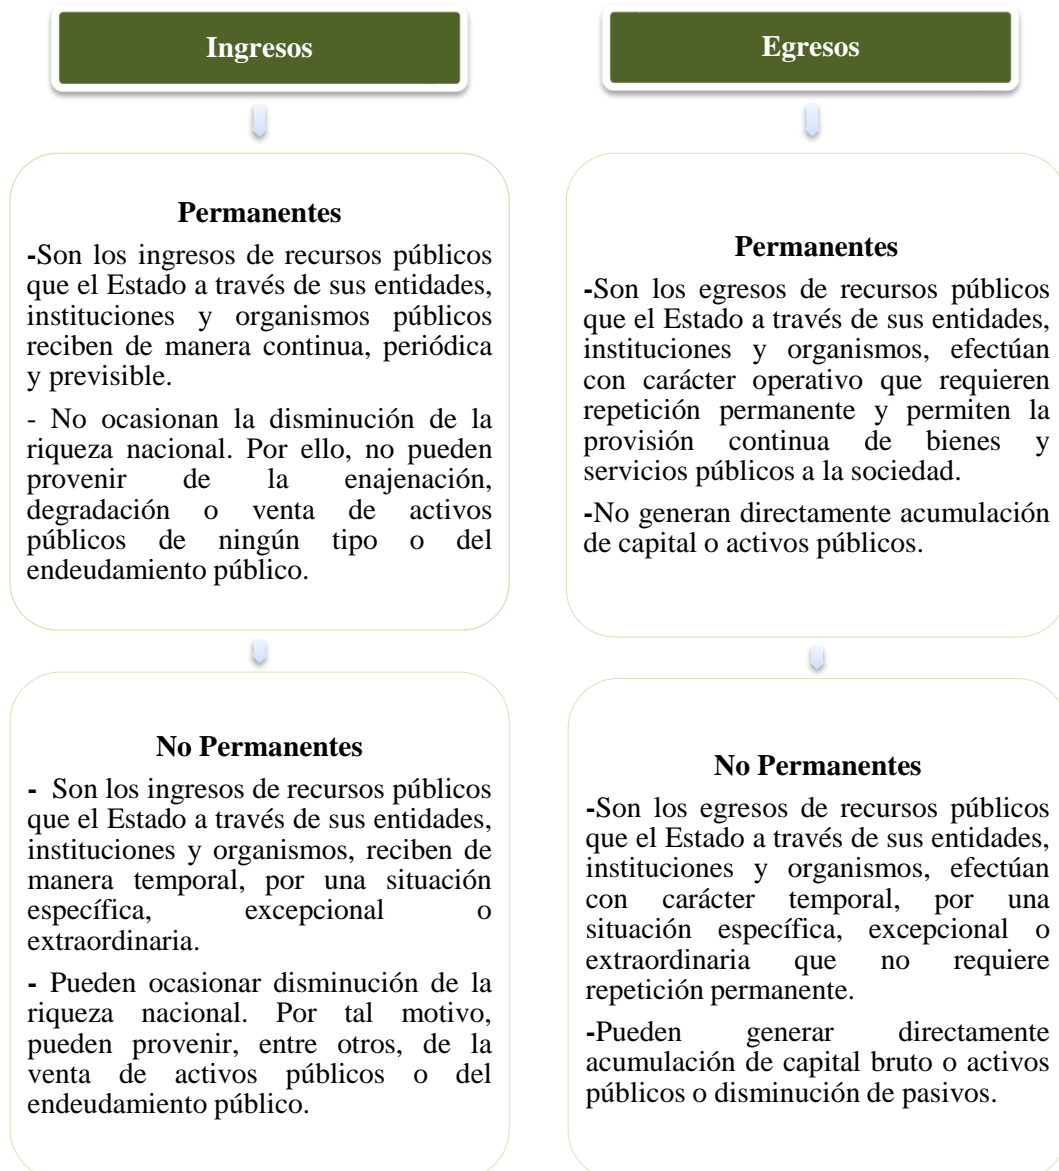 Ingresos
Permanentes
-Son los ingresos de recursos públicos
que el Estado a través de sus entidades,
instituciones y organismos públicos
reciben de manera continua, periódica
y previsible.
- No ocasionan la disminución de la
riqueza nacional. Por ello, no pueden
provenir de la enajenación,
degradación o venta de activos
públicos de ningún tipo o del
endeudamiento público.
No Permanentes
- Son los ingresos de recursos públicos
que el Estado a través de sus entidades,
instituciones y organismos, reciben de
manera temporal, por una situación
específica, excepcional o
extraordinaria.
- Pueden ocasionar disminución de la
riqueza nacional. Por tal motivo,
pueden provenir, entre otros, de la
venta de activos públicos o del
endeudamiento público.
Egresos
Permanentes
-Son los egresos de recursos públicos
que el Estado a través de sus entidades,
instituciones y organismos, efectúan
con carácter operativo que requieren
repetición permanente y permiten la
provisión continua de bienes y
servicios públicos a la sociedad.
-No generan directamente acumulación
de capital o activos públicos.
No Permanentes
-Son los egresos de recursos públicos
que el Estado a través de sus entidades,
instituciones y organismos, efectúan
con carácter temporal, por una
situación específica, excepcional o
extraordinaria que no requiere
repetición permanente.
-Pueden generar directamente
acumulación de capital bruto o activos
públicos o disminución de pasivos.